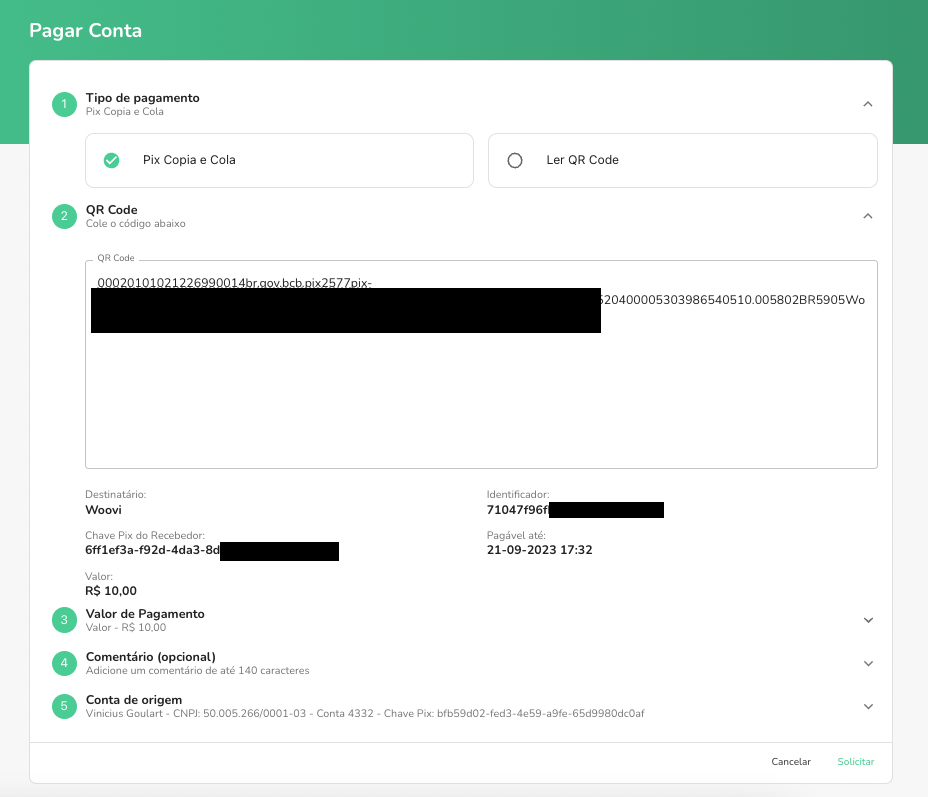 Pagar Conta
1
Tipo de pagamento
Pix Copia e Cola
Pix Copia e Cola
Ler QR Code
2
QR Code
Cole o código abaixo
QR Code
00020101021226990014br.gov.bcb.pix2577pix-
5204000053039865405 10.005802BR5905Wo
Destinatário:
Woovi
Identificador:
71047f96f
Chave Pix do Recebedor:
6ff1ef3a-f92d-4da3-8d
Pagável até:
21-09-2023 17:32
Valor:
R$ 10,00
3
Valor de Pagamento
Valor - R$ 10,00
4
Comentário (opcional)
Adicione um comentário de até 140 caracteres
5
Conta de origem
Vinicius Goulart - CNPJ: 50.005.266/0001-03 - Conta 4332 - Chave Pix: bfb59d02-fed3-4e59-a9fe-65d9980dc0af
Cancelar
Solicitar